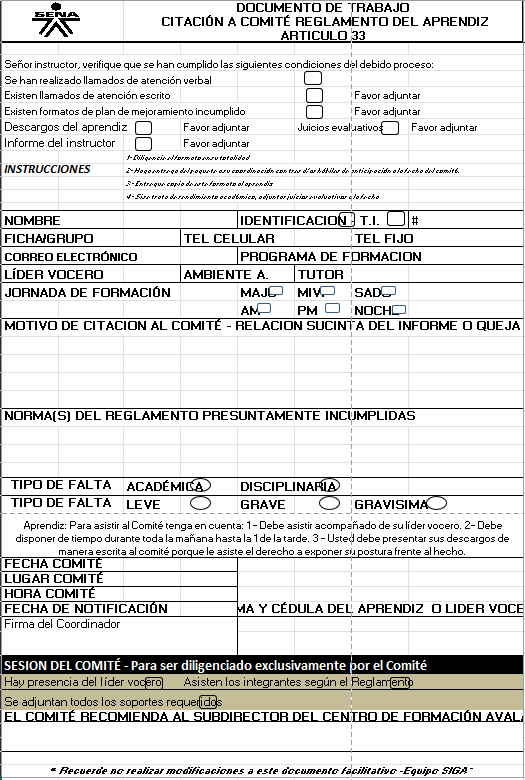 SENA
DOCUMENTO DE TRABAJO
CITACIÓN A COMITÉ REGLAMENTO DEL APRENDIZ
ARTICULO 33
Señor instructor, verifique que se han cumplido las siguientes condiciones del debido proceso:
Se han realizado llamados de atención verbal
Existen llamados de atención escrito Favor adjuntar
Existen formatos de plan de mejoramiento incumplido Favor adjuntar
Descargos del aprendiz Favor adjuntar Juicios evaluativos Favor adjuntar
Informe del instructor Favor adjuntar
INSTRUCCIONES
1- Diligencie el formato en su totalidad
2- Haga entrega del paquete a su coordinación con tres días hábiles de anticipación a la fecha del comité.
3 - Entregue copia de este formato al aprendiz
4 - Si se trata de rendimiento académico, adjuntar juicios evaluativos a la fecha
NOMBRE IDENTIFICACION T.I. #
FICHA/GRUPO TEL CELULAR TEL FIJO
CORREO ELECTRÓNICO PROGRAMA DE FORMACION
LÍDER VOCERO AMBIENTE A. TUTOR
JORNADA DE FORMACIÓN MAJU MIVI SADO
AM PM NOCHE
MOTIVO DE CITACION AL COMITÉ - RELACION SUCINTA DEL INFORME O QUEJA
NORMA(S) DEL REGLAMENTO PRESUNTAMENTE INCUMPLIDAS
TIPO DE FALTA ACADÉMICA DISCIPLINARIA
TIPO DE FALTA LEVE GRAVE GRAVISIMA
Aprendiz: Para asistir al Comité tenga en cuenta: 1- Debe asistir acompañado de su líder vocero. 2- Debe
disponer de tiempo durante toda la mañana hasta la 1 de la tarde. 3 - Usted debe presentar sus descargos de
manera escrita al comité porque le asiste el derecho a exponer su postura frente al hecho.
FECHA COMITÉ
LUGAR COMITÉ
HORA COMITÉ
FECHA DE NOTIFICACIÓN MA Y CÉDULA DEL APRENDIZ O LIDER VOCE
Firma del Coordinador
SESION DEL COMITÉ - Para ser diligenciado exclusivamente por el Comité
Hay presencia del líder vocero Asisten los integrantes según el Reglamento
Se adjuntan todos los soportes requeridos
EL COMITÉ RECOMIENDA AL SUBDIRECTOR DEL CENTRO DE FORMACIÓN AVALA
* Recuerde no realizar modificaciones a este documento facilitativo -Equipo SIGA-